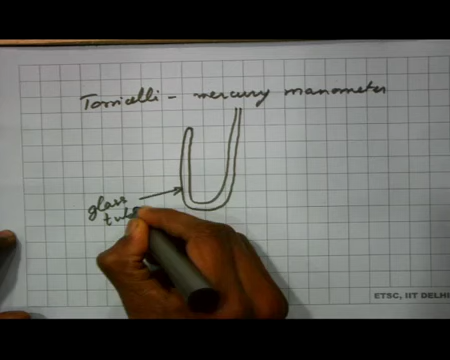 Torricelli - mercury manometer
glass
tube
ETSC, IIT DELHI